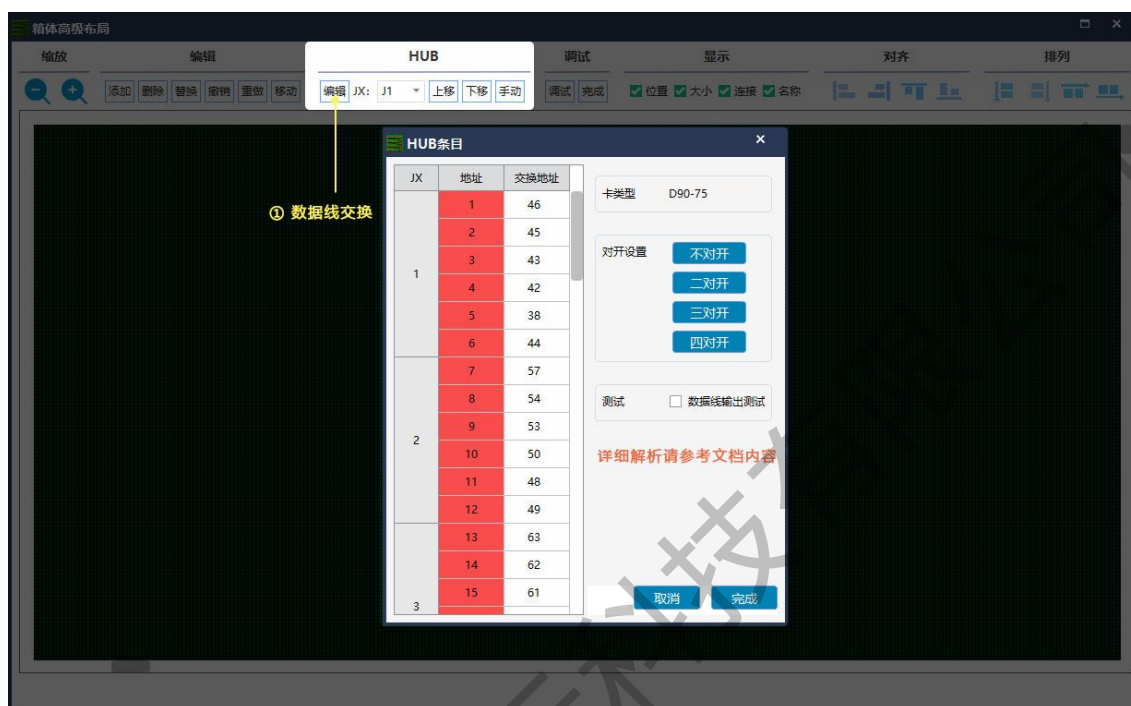 箱体高级布局
缩放 编辑 HUB 调试 显示 对齐 排列
添加 删除 替换 撤销 重做 移动 编辑 JX: J1 上移 下移 手动 调试 完成 位置 大小 连接 名称
① 数据线交换
HUB条目
JX 地址 交换地址
1
1 46
2 45
3 43
4 42
5 38
6 44
2
7 57
8 54
9 53
10 50
11 48
12 49
3
13 63
14 62
15 61
卡类型 D90-75
对开设置 不对开
二对开
三对开
四对开
测试 数据线输出测试
详细解析请参考文档内容
取消 完成
科技有限公司